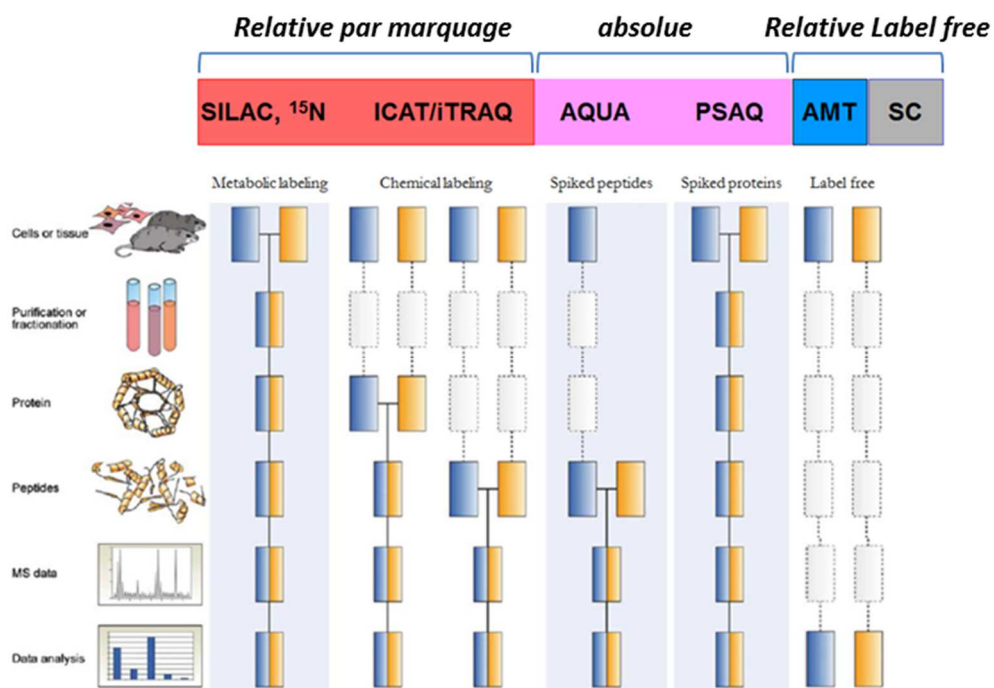 Relative par marquage absolue Relative Label free
SILAC, ¹⁵N ICAT/iTRAQ AQUA PSAQ AMT SC
Metabolic labeling Chemical labeling Spiked peptides Spiked proteins Label free
Cells or tissue
Purification or
fractionation
Protein
Peptides
MS data
Data analysis